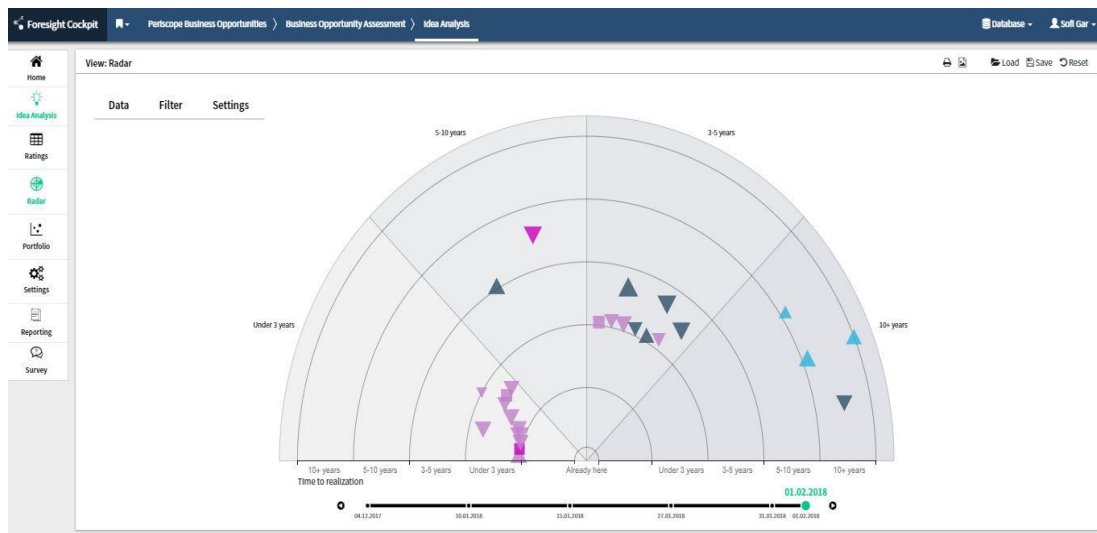 Foresight Cockpit
Periscope Business Opportunities 〉 Business Opportunity Assessment 〉 Idea Analysis
Database
Sofi Gar
Home
Idea Analysis
Ratings
Radar
Portfolio
Settings
Reporting
Survey
View: Radar
Load Save Reset
Data Filter Settings
5-10 years
3-5 years
Under 3 years
10+ years
10+ years 5-10 years 3-5 years Under 3 years Already here Under 3 years 3-5 years 5-10 years 10+ years
Time to realization
01.02.2018
04.12.2017 10.01.2018 15.01.2018 27.01.2018 31.01.2018 01.02.2018